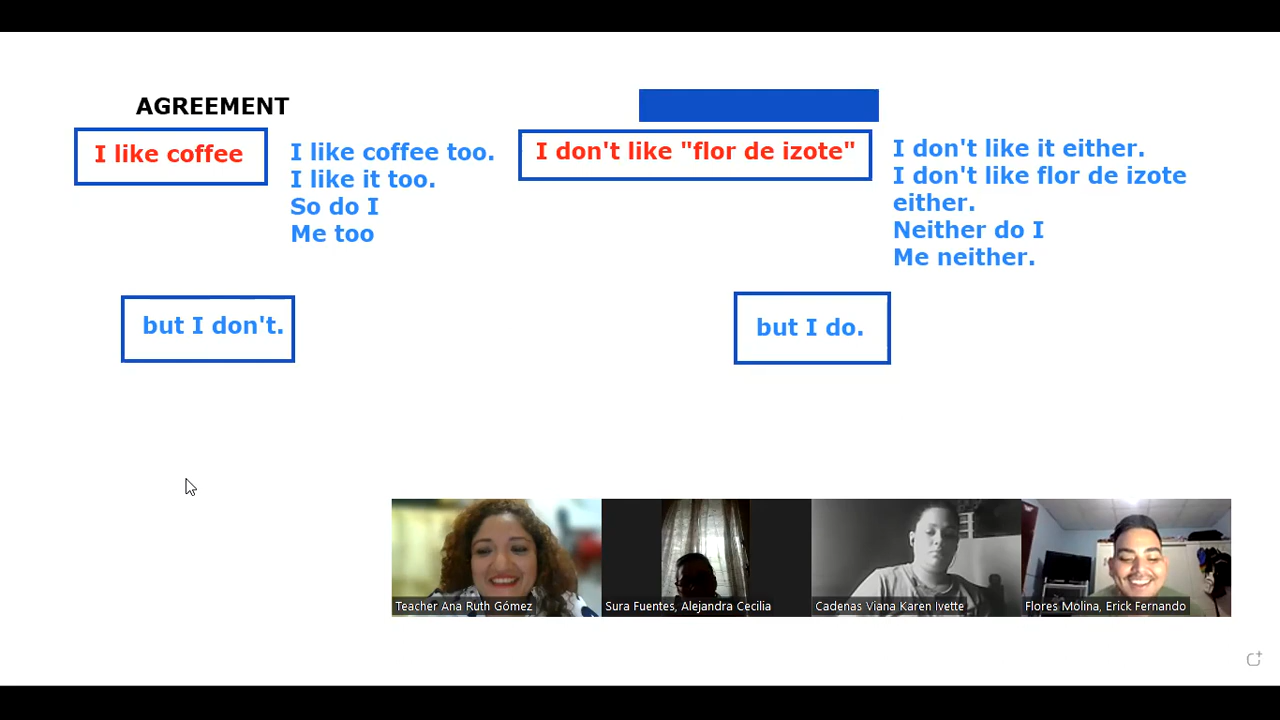 AGREEMENT
I like coffee
I like coffee too.
I like it too.
So do I
Me too
but I don't.
I don't like "flor de izote"
I don't like it either.
I don't like flor de izote
either.
Neither do I
Me neither.
but I do.
Teacher Ana Ruth Gómez
Sura Fuentes, Alejandra Cecilia
Cadenas Viana Karen Ivette
Flores Molina, Erick Fernando